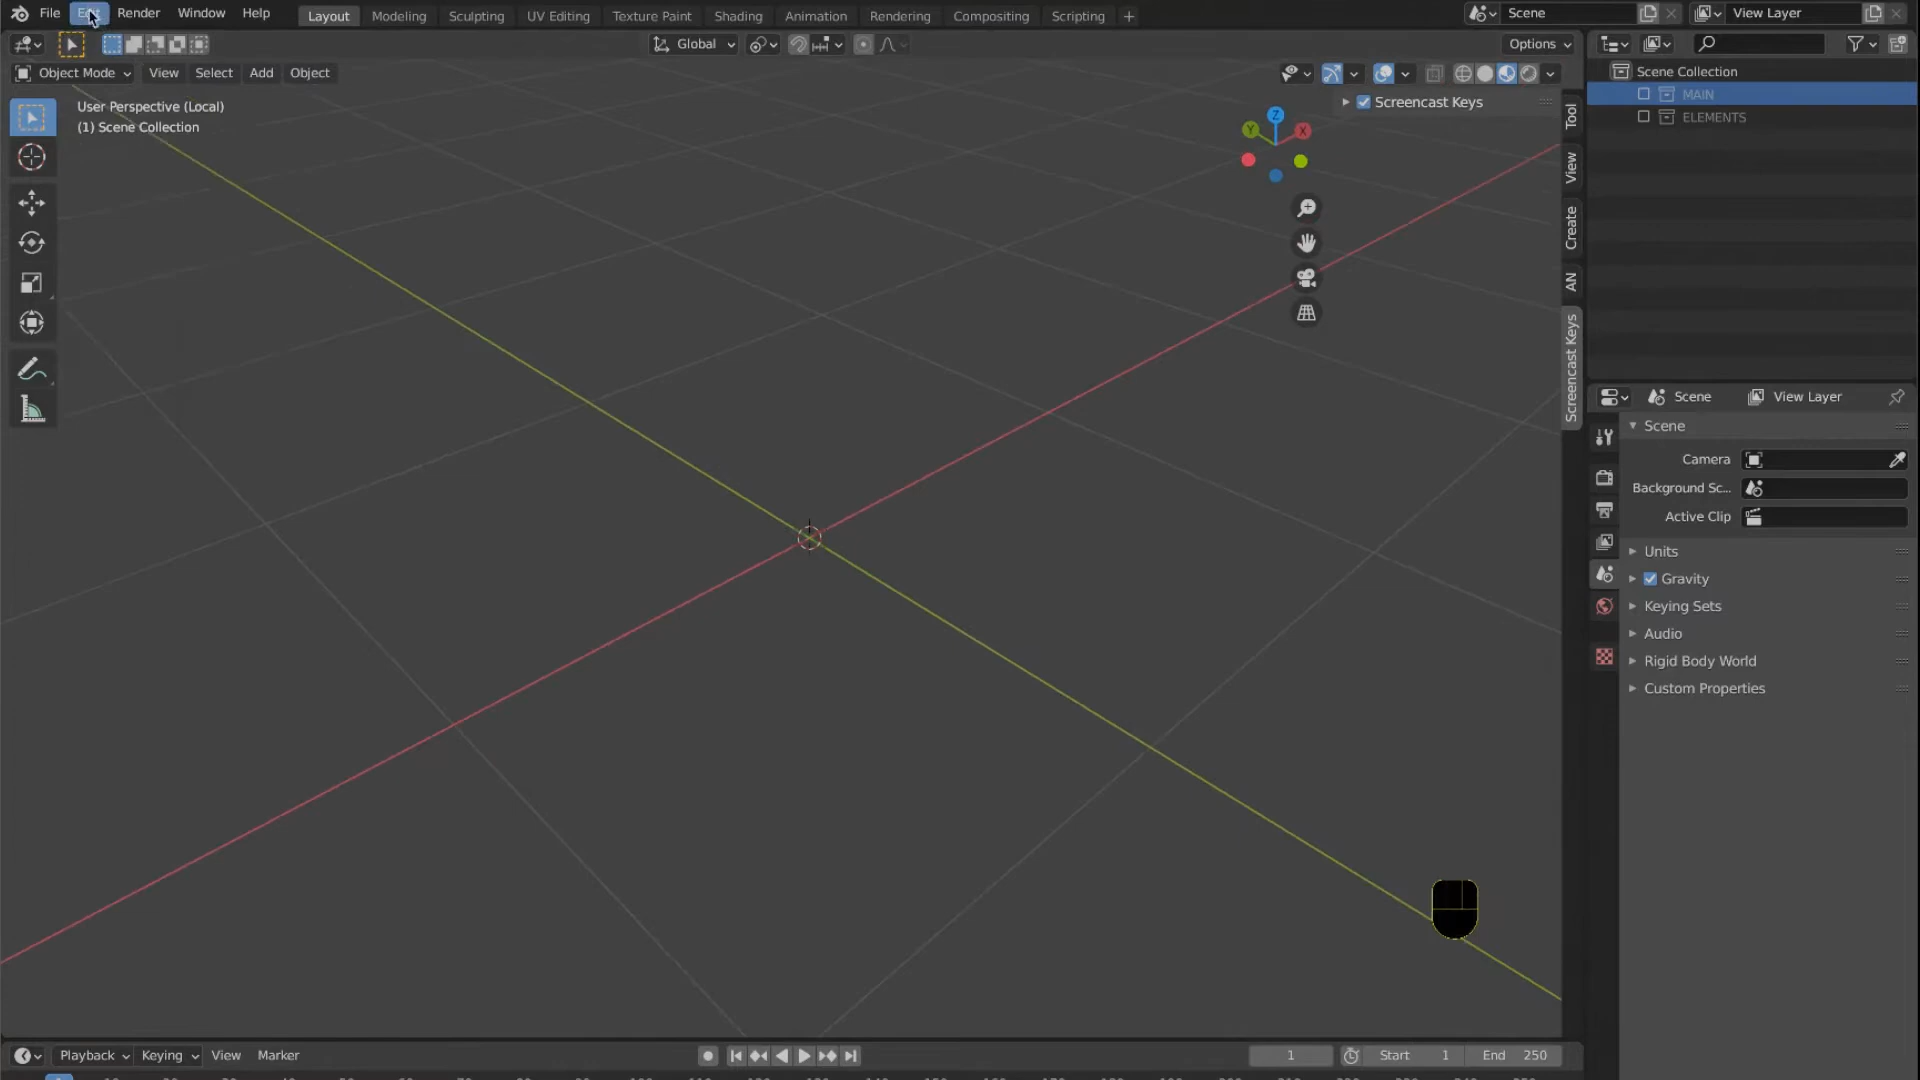 File Edit Render Window Help Layout Modeling Sculpting UV Editing Texture Paint Shading Animation Rendering Compositing Scripting + Scene View Layer
Global Options
Object Mode View Select Add Object
User Perspective (Local)
(1) Scene Collection
Screencast Keys
Z
Y
X
Tool
View
Create
AN
Screencast Keys
Scene Collection
MAIN
ELEMENTS
Scene View Layer
Scene
Camera
Background Sc...
Active Clip
Units
Gravity
Keying Sets
Audio
Rigid Body World
Custom Properties
Playback Keying View Marker 1 Start 1 End 250